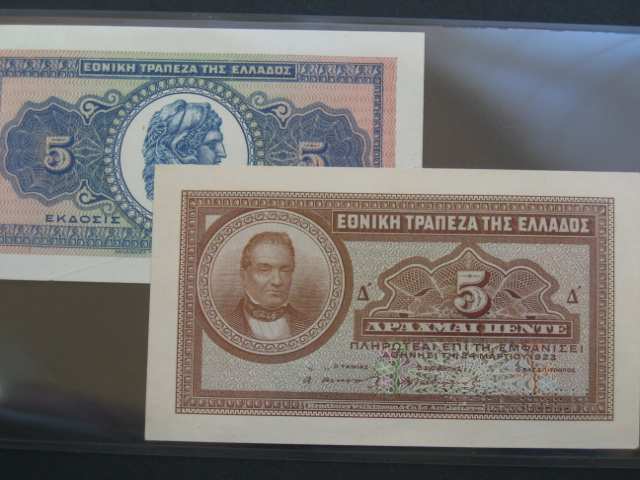 ΕΘΝΙΚΗ ΤΡΑΠΕΖΑ ΤΗΣ ΕΛΛΑΔΟΣ
5
5
ΕΚΔΟΣΙΣ
ΕΘΝΙΚΗ ΤΡΑΠΕΖΑ ΤΗΣ ΕΛΛΑΔΟΣ
Δ΄ 5 Δ΄
ΔΡΑΧΜΑΙ ΠΕΝΤΕ
ΠΛΗΡΩΤΕΑΙ ΕΠΙ ΤΗ ΕΜΦΑΝΙΣΕΙ
ΑΘΗΝΗΣΙ ΤΗ 24 ΜΑΡΤΙΟΥ 1923
Ο ΤΑΜΙΑΣ